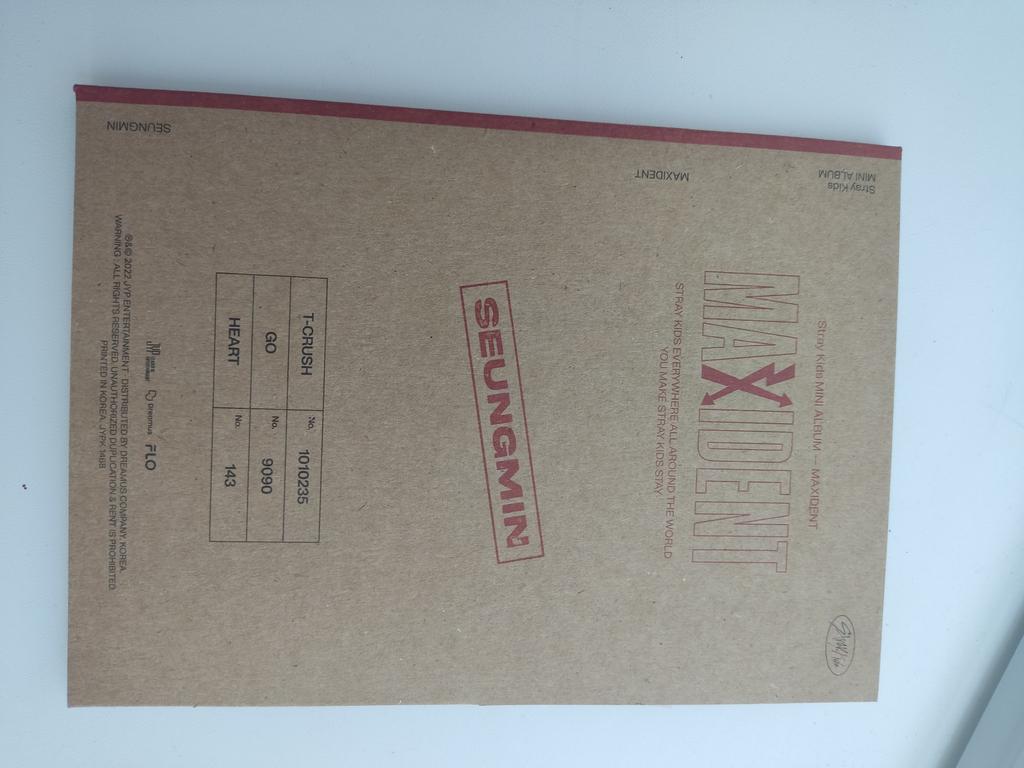 Stray Kids
MINI ALBUM
MAXIDENT
SEUNGMIN
Stray Kids MINI ALBUM — MAXIDENT
MAXIDENT
STRAY KIDS EVERYWHERE ALL AROUND THE WORLD
YOU MAKE STRAY KIDS STAY
SEUNGMIN
T-CRUSH No. 1010235
GO No. 9090
HEART No. 143
JYP Dreamus FLO
℗&© 2022 JYP ENTERTAINMENT. DISTRIBUTED BY DREAMUS COMPANY. KOREA.
WARNING : ALL RIGHTS RESERVED. UNAUTHORIZED DUPLICATION & RENT IS PROHIBITED.
PRINTED IN KOREA. JYPK 1468